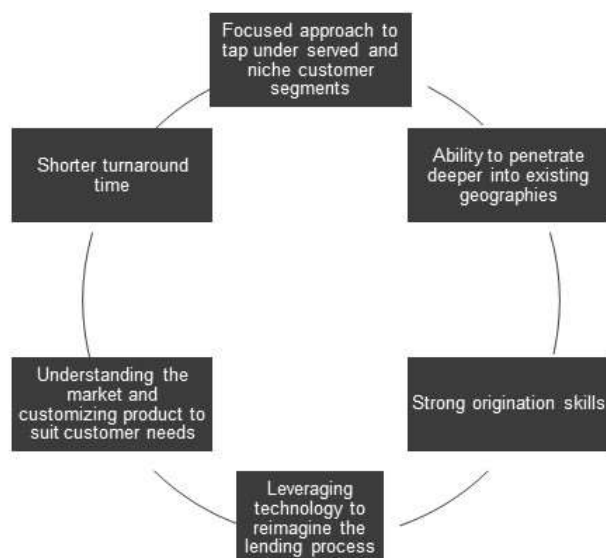 Focused approach to
tap under served and
niche customer
segments
Shorter turnaround
time
Ability to penetrate
deeper into existing
geographies
Understanding the
market and
customizing product to
suit customer needs
Strong origination skills
Leveraging
technology to
reimagine the
lending process